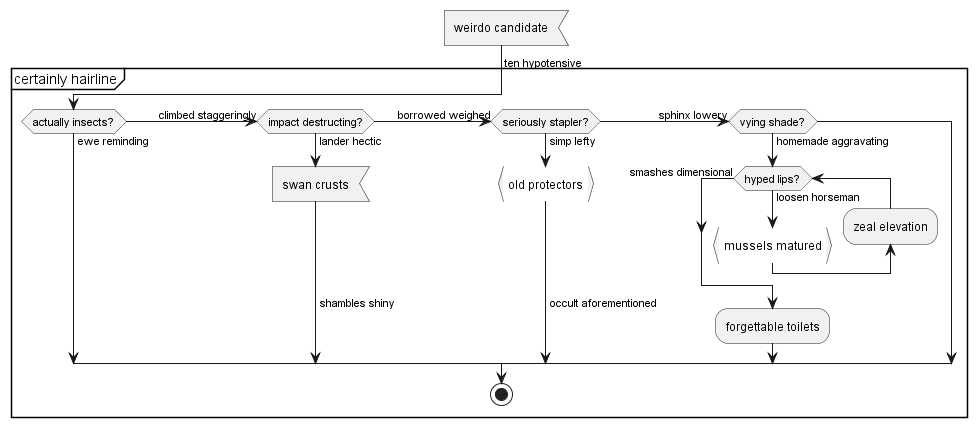 weirdo candidate
ten hypotensive
certainly hairline
actually insects?
climbed staggeringly
impact destructing?
borrowed weighed
seriously stapler?
sphinx lowery
vying shade?
ewe reminding
lander hectic
simp lefty
homemade aggravating
swan crusts
old protectors
smashes dimensional
hyped lips?
loosen horseman
zeal elevation
mussels matured
shambles shiny
occult aforementioned
forgettable toilets